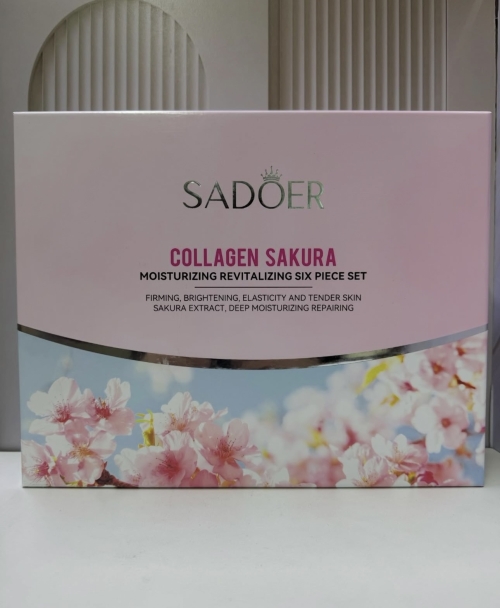 SADOER
COLLAGEN SAKURA
MOISTURIZING REVITALIZING SIX PIECE SET
FIRMING, BRIGHTENING, ELASTICITY AND TENDER SKIN
SAKURA EXTRACT, DEEP MOISTURIZING REPAIRING